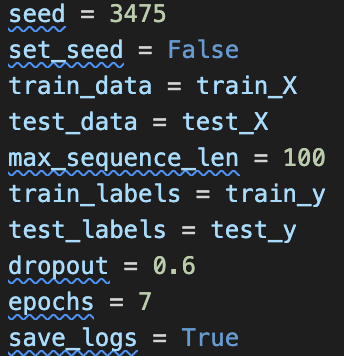 seed = 3475
set_seed = False
train_data = train_X
test_data = test_X
max_sequence_len = 100
train_labels = train_y
test_labels = test_y
dropout = 0.6
epochs = 7
save_logs = True